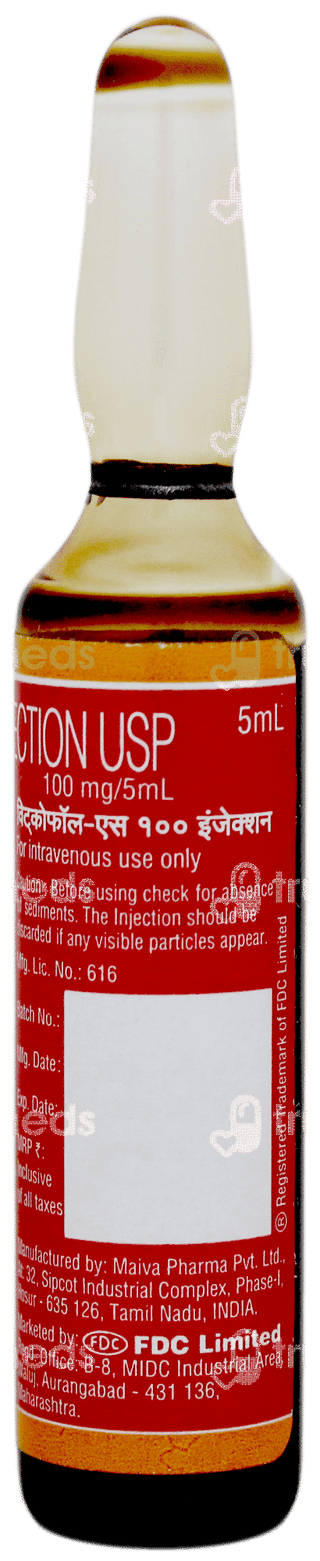 ECTION USP 5mL
100 mg/5mL
विट्कोफॉल-एस १०० इंजेक्शन
For intravenous use only
Caution: Before using check for absence
of sediments. The Injection should be
discarded if any visible particles appear.
Mfg. Lic. No.: 616
Batch No.:
Mfg. Date:
Exp. Date:
MRP ₹:
Inclusive
of all taxes
Manufactured by: Maiva Pharma Pvt. Ltd.,
32, Sipcot Industrial Complex, Phase-I,
Hosur - 635 126, Tamil Nadu, INDIA.
Marketed by: FDC FDC Limited
Office: B-8, MIDC Industrial Area,
Waluj, Aurangabad - 431 136,
Maharashtra.
® Registered Trademark of FDC Limited